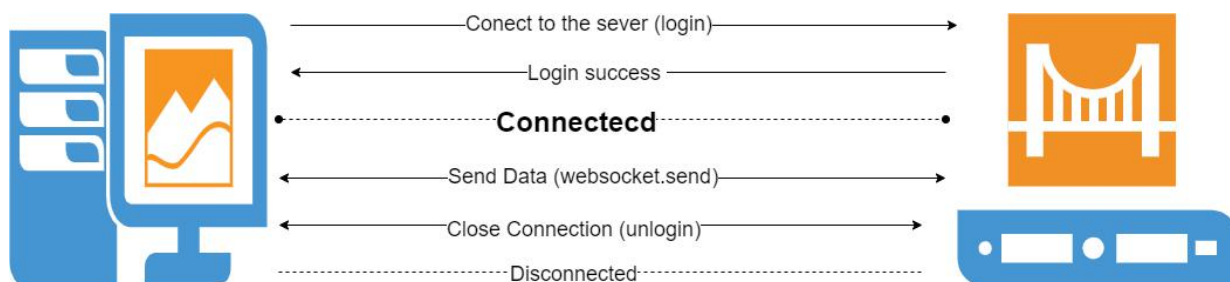 Conect to the sever (login)
Login success
Connectecd
Send Data (websocket.send)
Close Connection (unlogin)
Disconnected